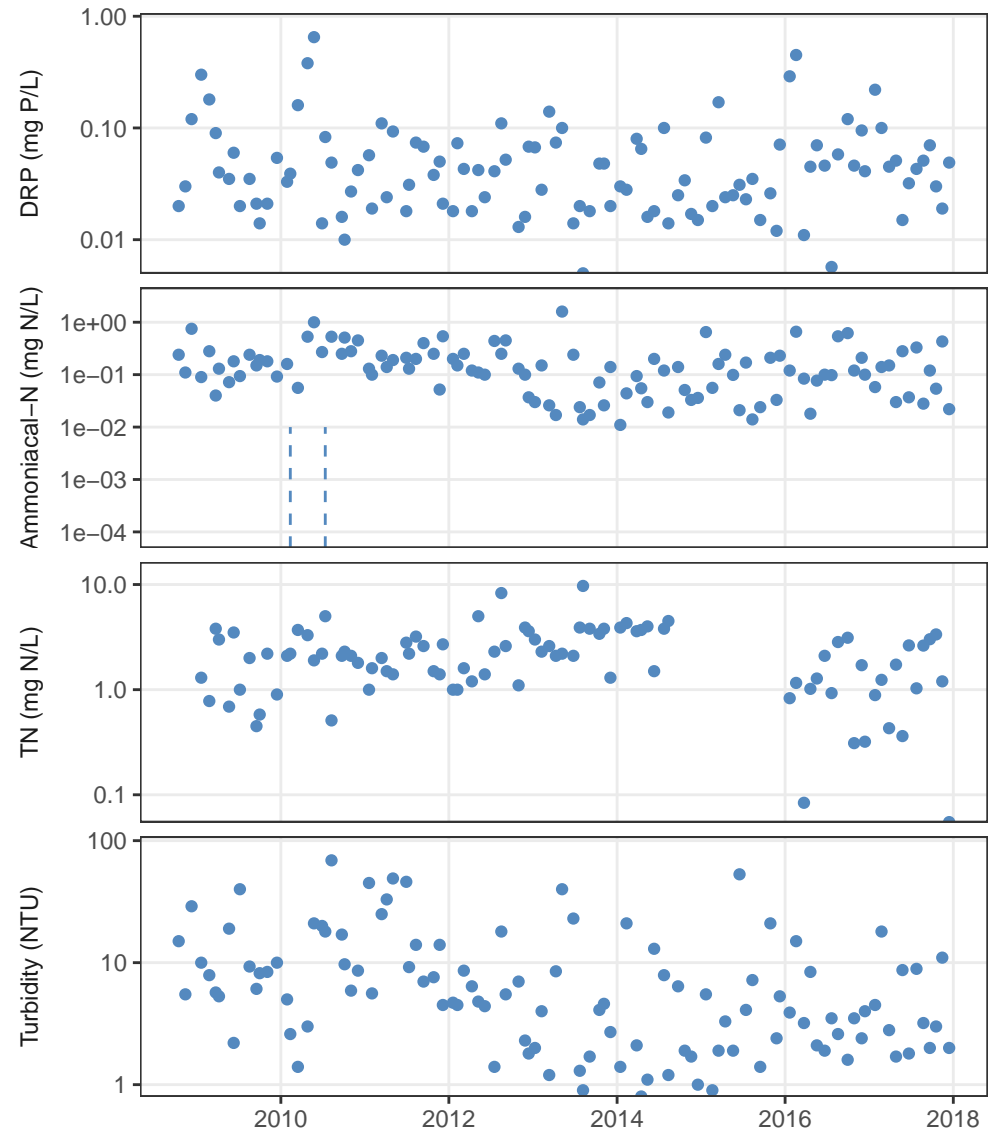 DRP (mg P/L)
1.00
0.10
0.01
Ammoniacal−N (mg N/L)
1e+00
1e−01
1e−02
1e−03
1e−04
TN (mg N/L)
10.0
1.0
0.1
Turbidity (NTU)
100
10
1
2010 2012 2014 2016 2018